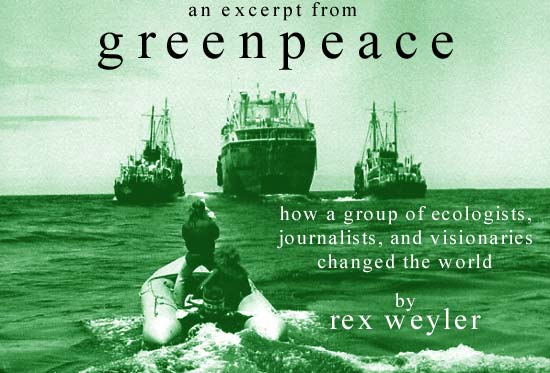 an excerpt from
greenpeace
how a group of ecologists,
journalists, and visionaries
changed the world
by
rex weyler